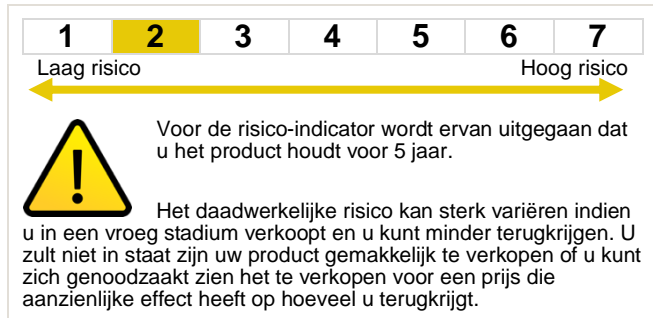 1 2 3 4 5 6 7
Laag risico Hoog risico
Voor de risico-indicator wordt ervan uitgegaan dat
u het product houdt voor 5 jaar.
Het daadwerkelijke risico kan sterk variëren indien
u in een vroeg stadium verkoopt en u kunt minder terugkrijgen. U
zult niet in staat zijn uw product gemakkelijk te verkopen of u kunt
zich genoodzaakt zien het te verkopen voor een prijs die
aanzienlijke effect heeft op hoeveel u terugkrijgt.